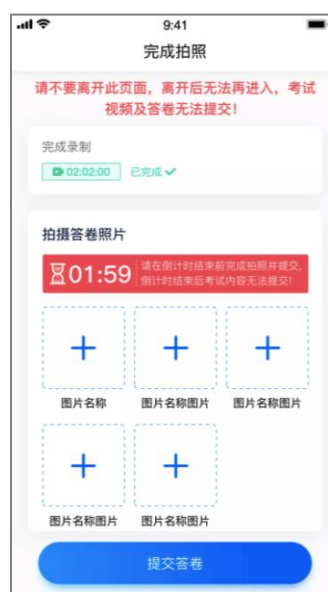 9:41
完成拍照
请不要离开此页面，离开后无法再进入，考试
视频及答卷无法提交！
完成录制
02:02:00 已完成
拍摄答卷照片
01:59
请在倒计时结束前完成拍照并提交,
倒计时结束后考试内容无法提交!
图片名称 图片名称图片 图片名称图片
图片名称图片 图片名称图片
提交答卷